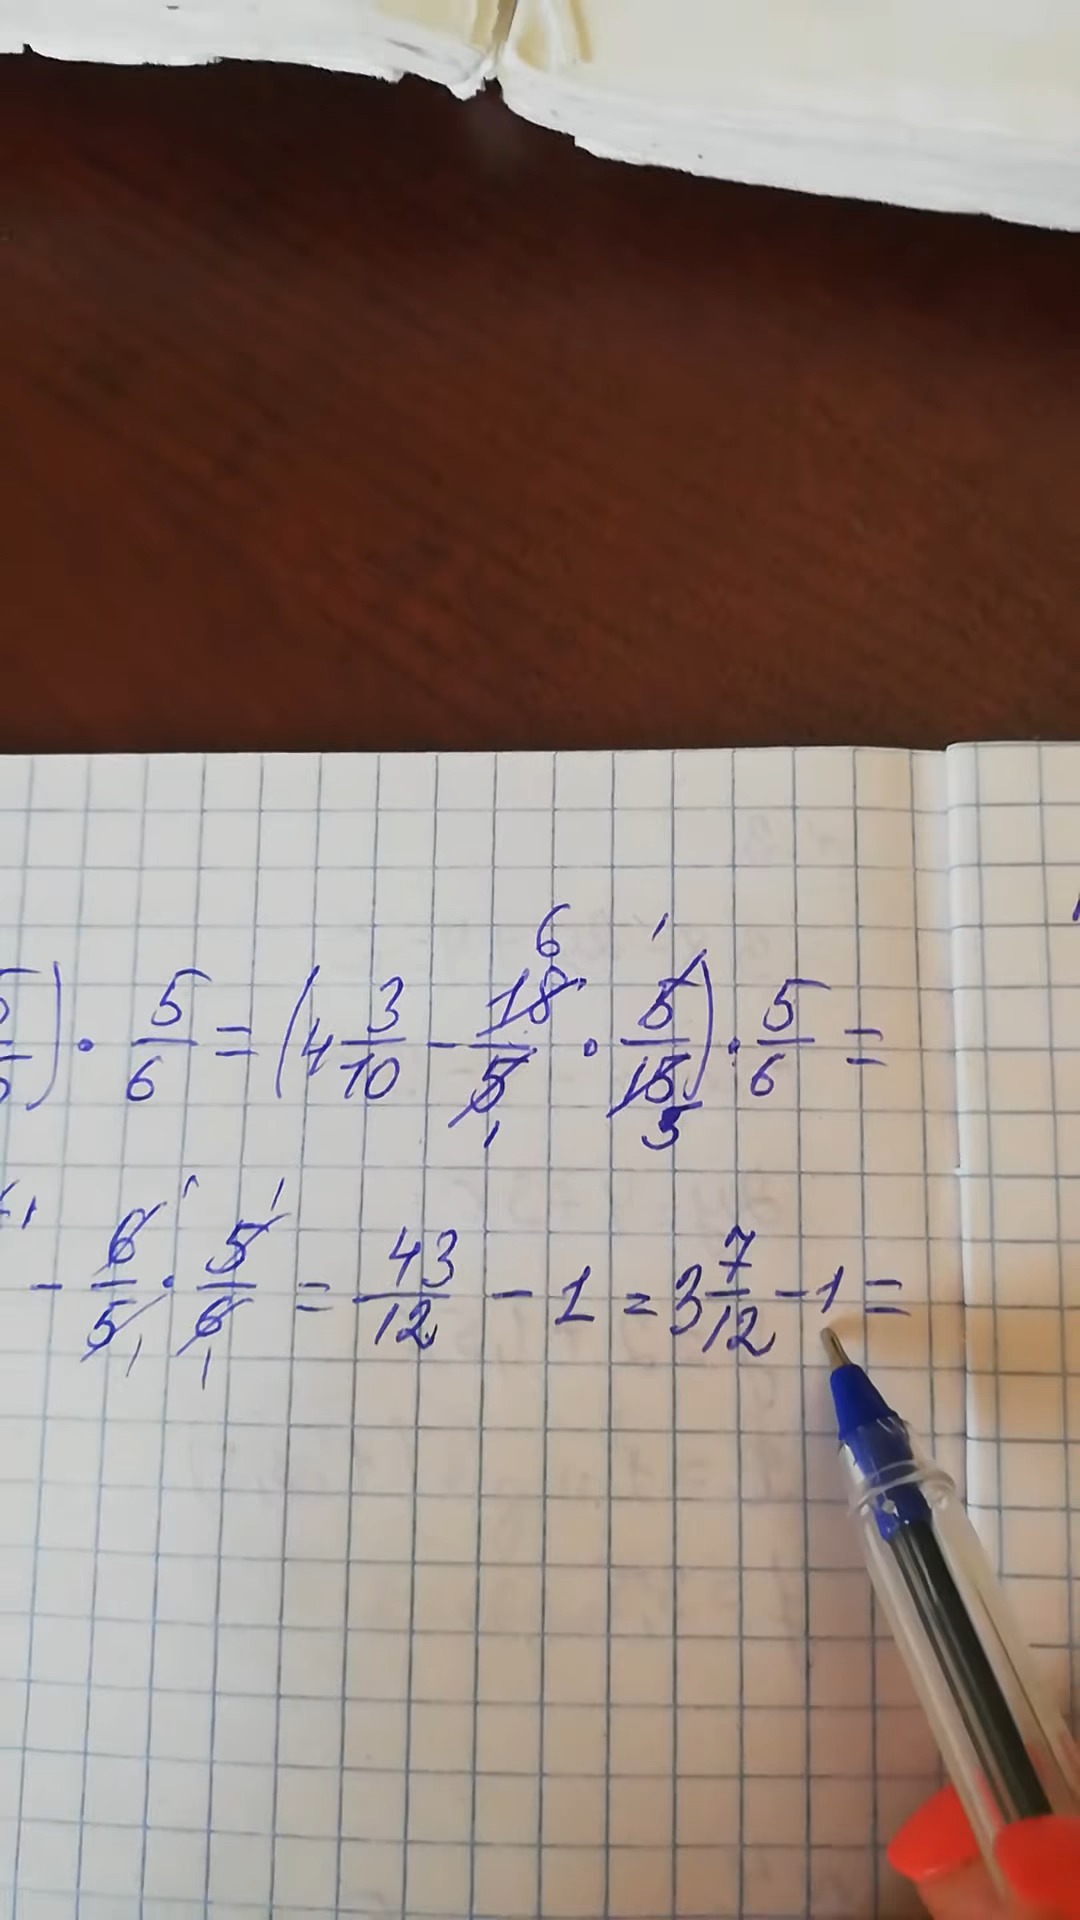 5/6 = (4 3/10 - 18/5 · 5/15) · 5/6 =
- 6/5 · 5/6 = 43/12 - 1 = 3 7/12 - 1 =